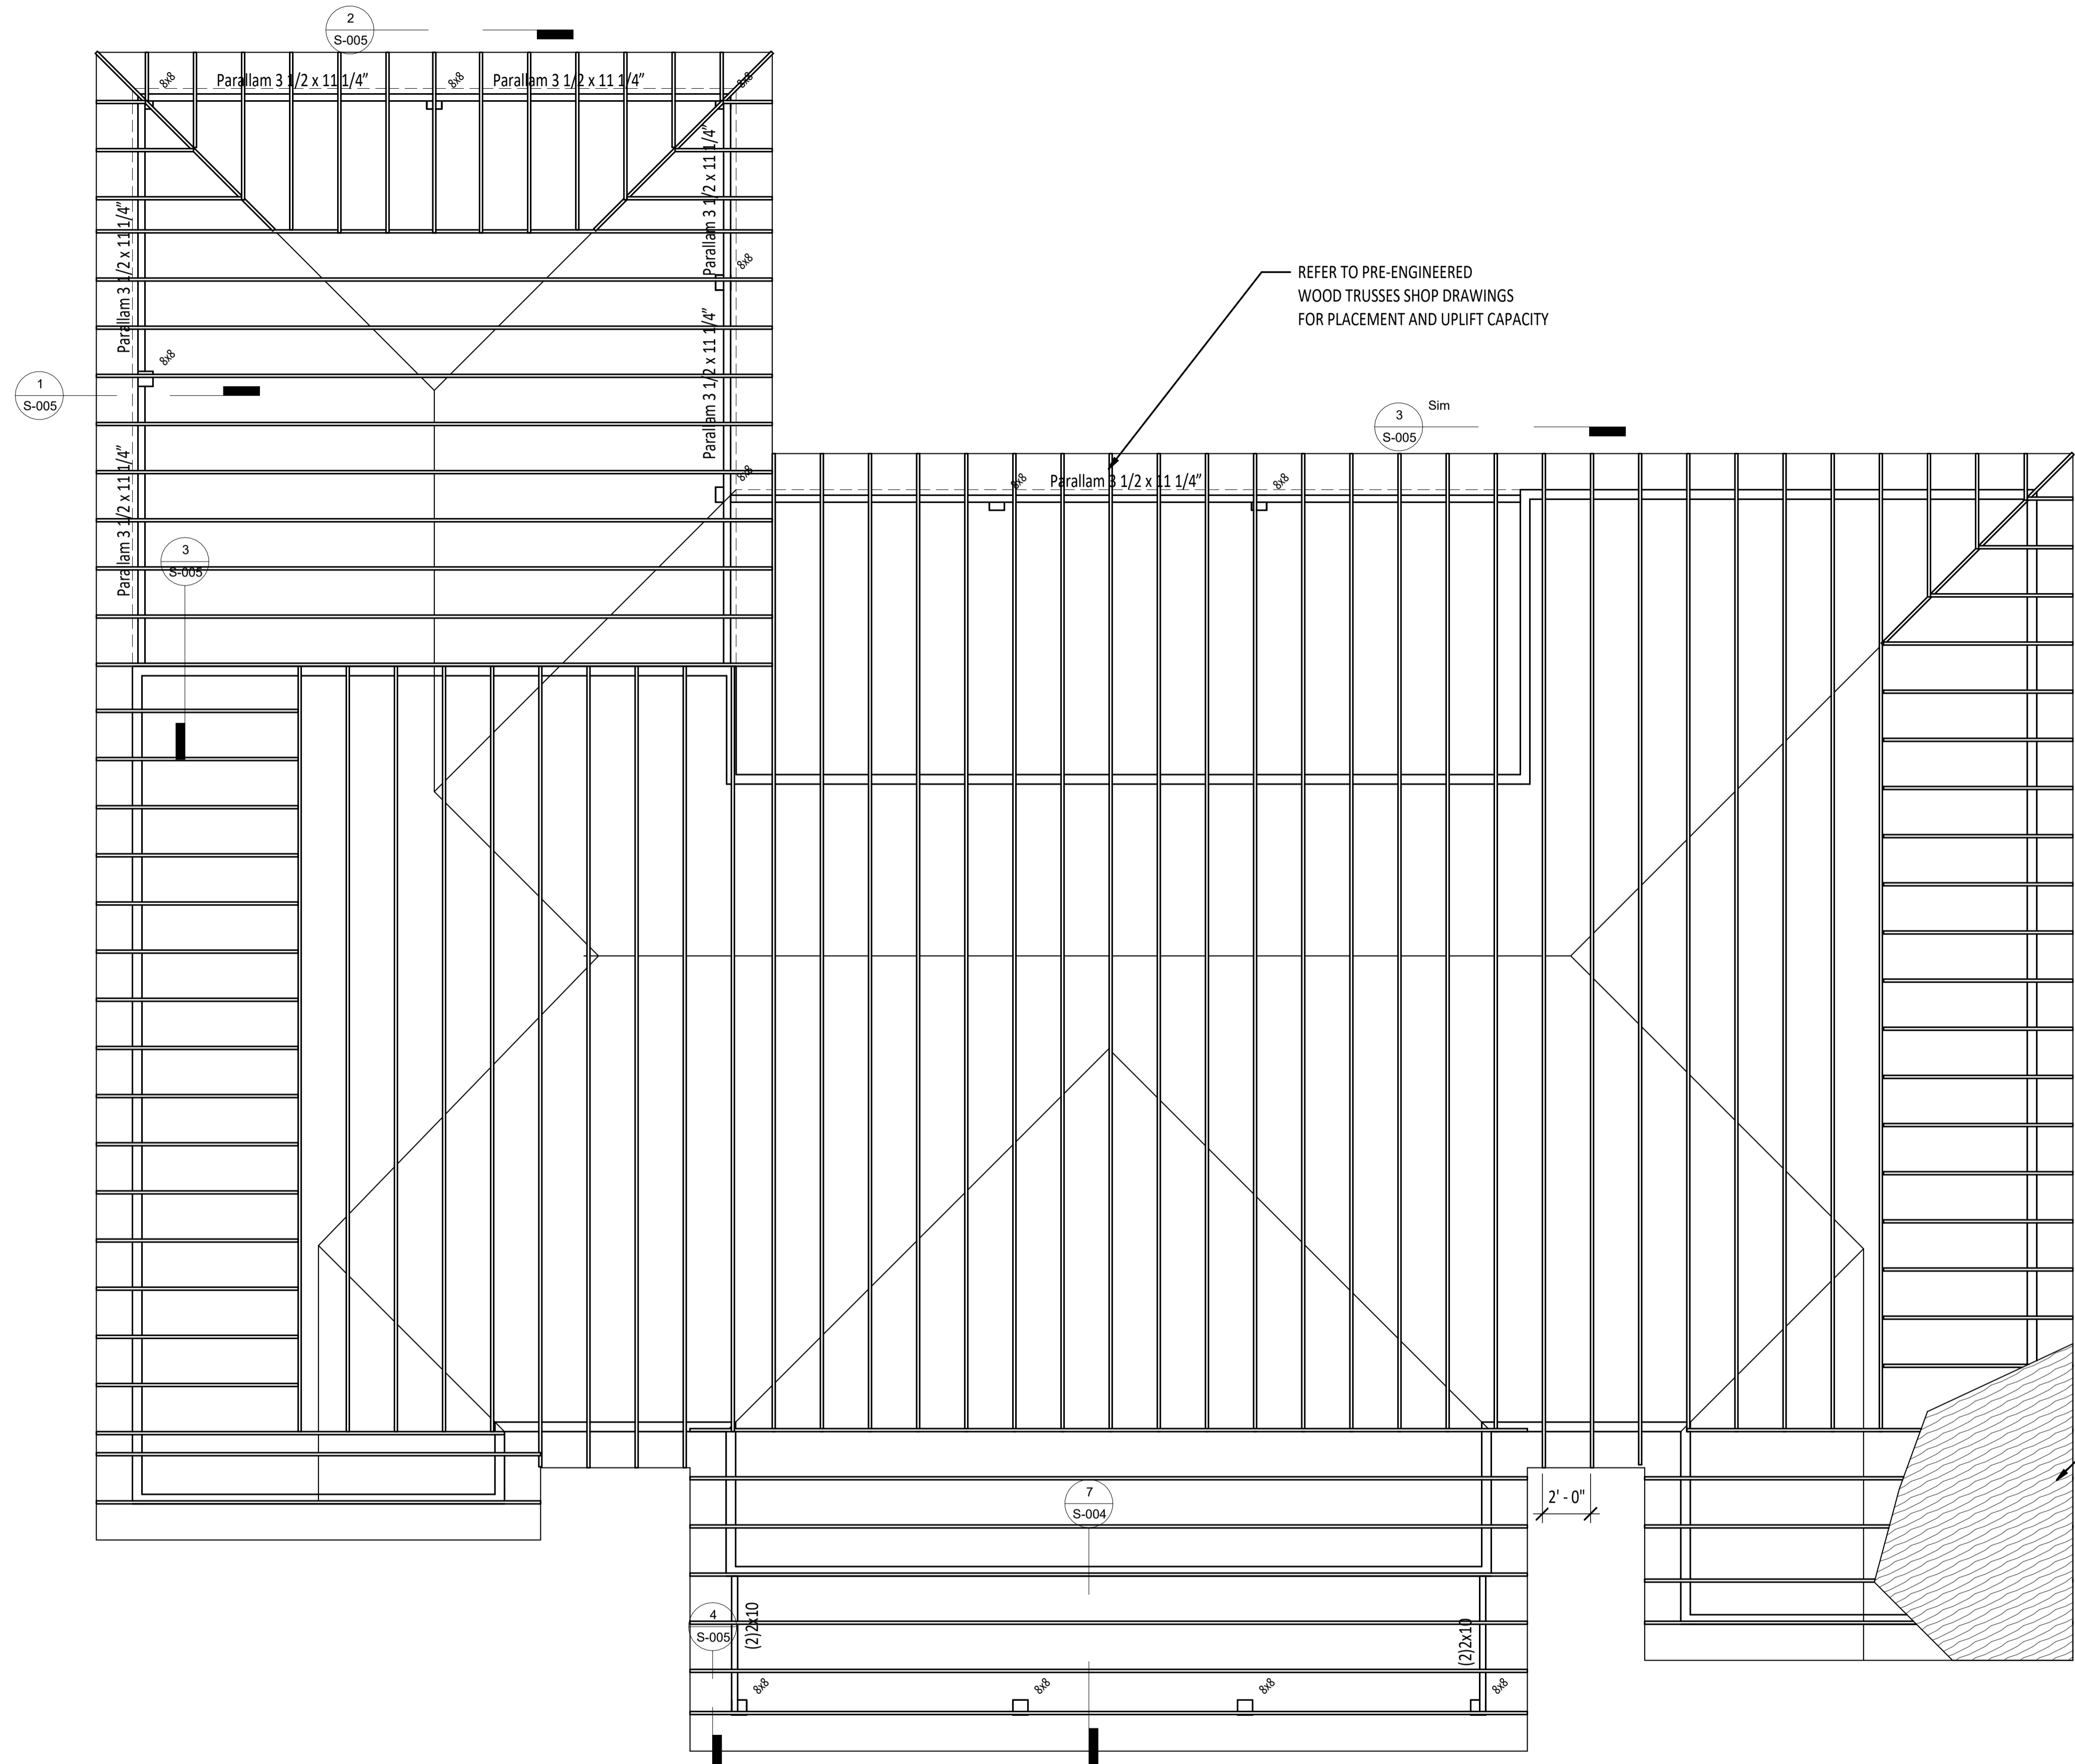 2
S-005
8x8
Parallam 3 1/2 x 11 1/4”
8x8
Parallam 3 1/2 x 11 1/4”
8x8
Parallam 3 1/2 x 11 1/4”
Parallam 3 1/2 x 11 1/4”
8x8
REFER TO PRE-ENGINEERED
WOOD TRUSSES SHOP DRAWINGS
FOR PLACEMENT AND UPLIFT CAPACITY
Parallam 3 1/2 x 11 1/4”
8x8
1
S-005
3
S-005
Sim
Parallam 3 1/2 x 11 1/4”
8x8
8x8
Parallam 3 1/2 x 11 1/4”
8x8
3
S-005
7
S-004
2' - 0"
4
S-005
(2)2x10
(2)2x10
8x8
8x8
8x8
8x8